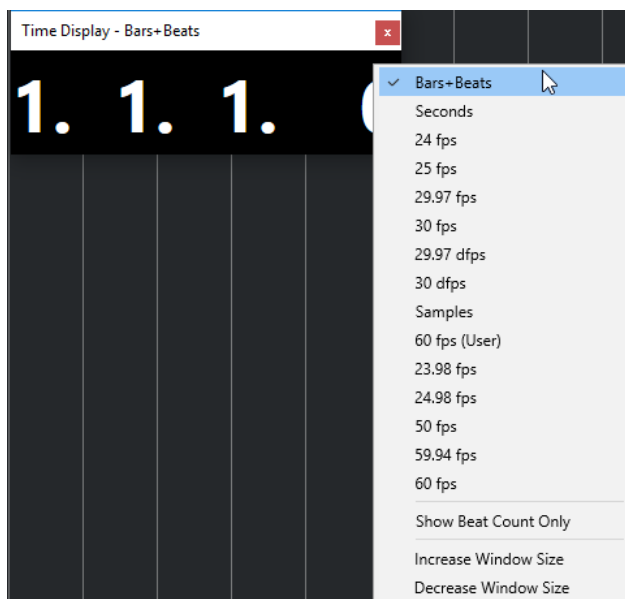 Time Display - Bars+Beats
x
1. 1. 1. 0
✓ Bars+Beats
Seconds
24 fps
25 fps
29.97 fps
30 fps
29.97 dfps
30 dfps
Samples
60 fps (User)
23.98 fps
24.98 fps
50 fps
59.94 fps
60 fps
Show Beat Count Only
Increase Window Size
Decrease Window Size